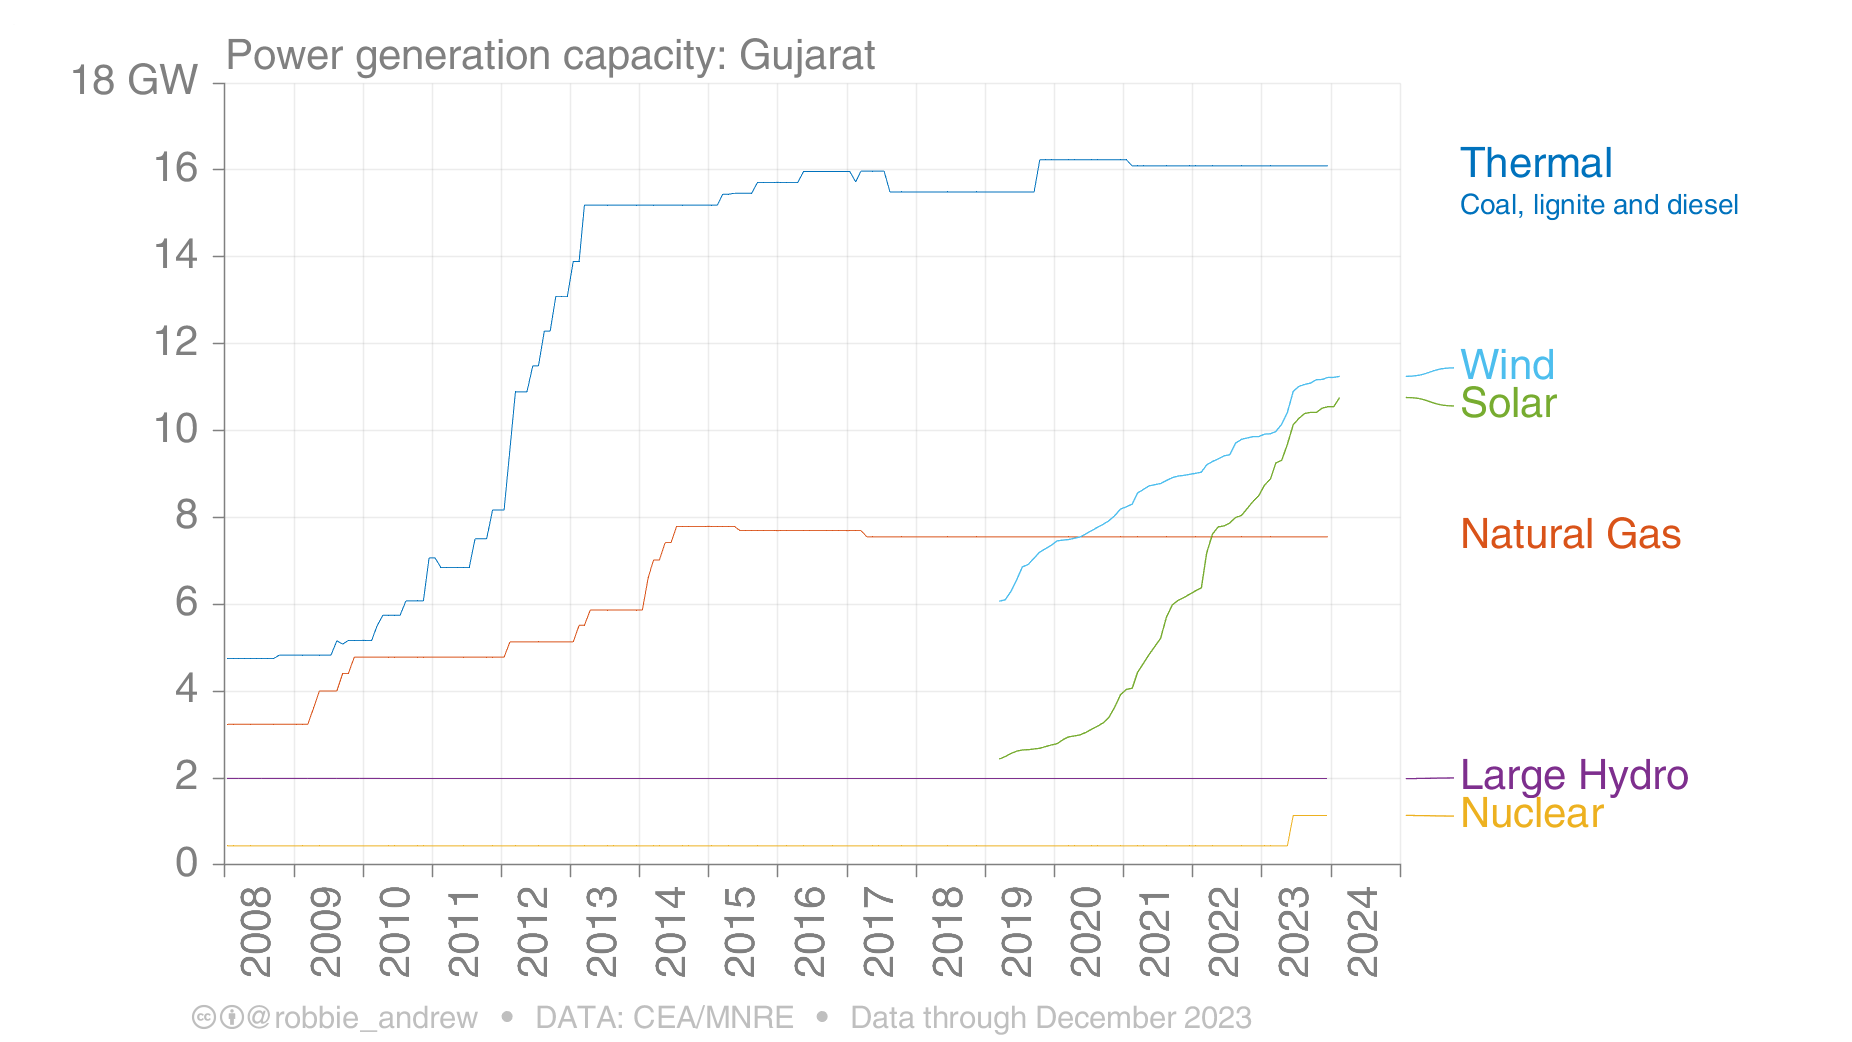 Power generation capacity: Gujarat
18 GW
16
14
12
10
8
6
4
2
0
2008
2009
2010
2011
2012
2013
2014
2015
2016
2017
2018
2019
2020
2021
2022
2023
2024
Thermal
Coal, lignite and diesel
Wind
Solar
Natural Gas
Large Hydro
Nuclear
cc @robbie_andrew • DATA: CEA/MNRE • Data through December 2023